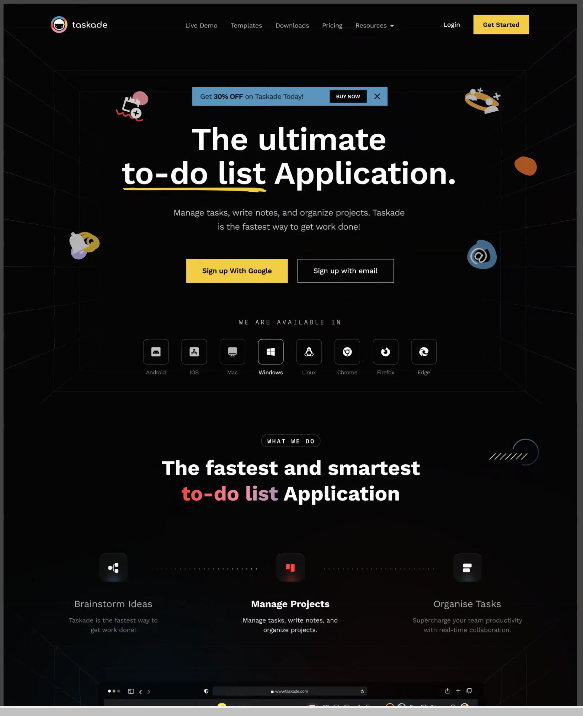 taskade
Live Demo Templates Downloads Pricing Resources
Login
Get Started
Get 30% OFF on Taskade Today!
BUY NOW
The ultimate
to-do list Application.
Manage tasks, write notes, and organize projects. Taskade
is the fastest way to get work done!
Sign up With Google
Sign up with email
WE ARE AVAILABLE IN
Android IOS Mac Windows Linux Chrome Fireftix Edge
WHAT WE DO
The fastest and smartest
to-do list Application
Brainstorm Ideas
Taskade is the fastest way to
get work done!
Manage Projects
Manage tasks, write notes, and
organize projects.
Organise Tasks
Supercharge your team productivity
with real-time collaboration.
www.taskade.com